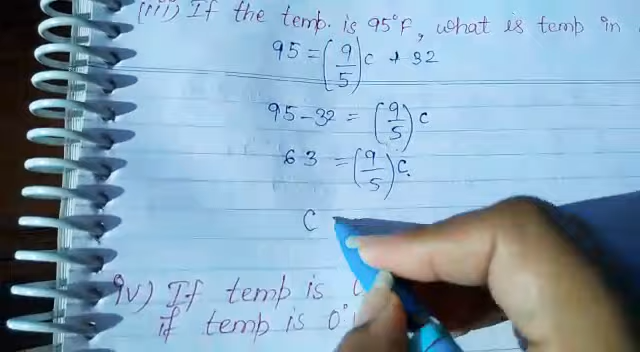 (iii) If the temp. is 95°F, what is temp in
95 = (9/5)c + 32
95-32 = (9/5)c
63 = (9/5)c.
C
iv) If temp is
if temp is 0°